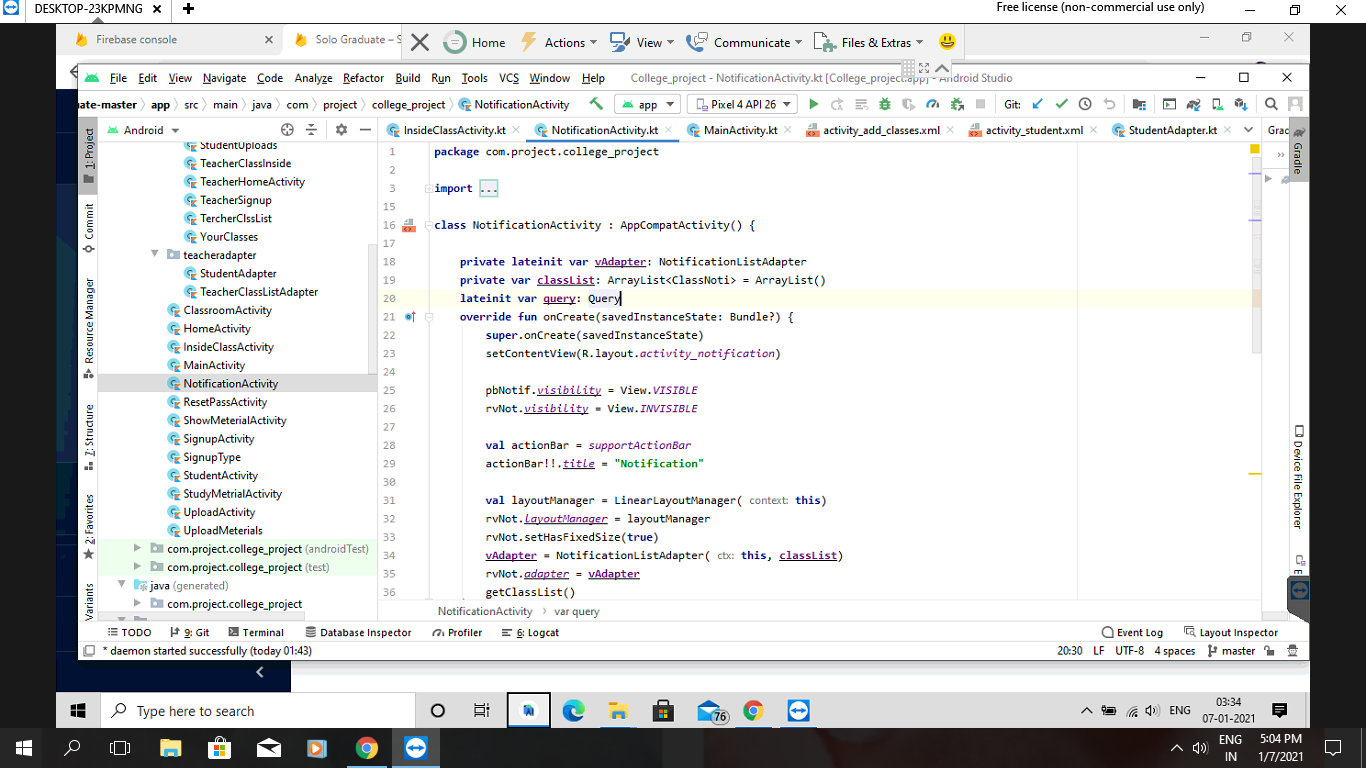 DESKTOP-23KPMNG × +
Free license (non-commercial use only)
Firebase console
Solo Graduate – S
Home Actions View Communicate Files & Extras
File Edit View Navigate Code Analyze Refactor Build Run Tools VCS Window Help College_project - NotificationActivity.kt [College_project.app] - Android Studio
ate-master app src main java com project college_project NotificationActivity app Pixel 4 API 26 Git:
Android
InsideClassActivity.kt NotificationActivity.kt MainActivity.kt activity_add_classes.xml activity_student.xml StudentAdapter.kt Grac
StudentUploads
TeacherClassInside
TeacherHomeActivity
TeacherSignup
TercherClssList
YourClasses
teacheradapter
StudentAdapter
TeacherClassListAdapter
ClassroomActivity
HomeActivity
InsideClassActivity
MainActivity
NotificationActivity
ResetPassActivity
ShowMeterialActivity
SignupActivity
SignupType
StudentActivity
StudyMetrialActivity
UploadActivity
UploadMeterials
com.project.college_project (androidTest)
com.project.college_project (test)
java (generated)
com.project.college_project
1: Project
Commit
Resource Manager
7: Structure
2: Favorites
Variants
1 package com.project.college_project
2
3 import ...
15
16 class NotificationActivity : AppCompatActivity() {
17
18 private lateinit var vAdapter: NotificationListAdapter
19 private var classList: ArrayList<ClassNoti> = ArrayList()
20 lateinit var query: Query
21 override fun onCreate(savedInstanceState: Bundle?) {
22 super.onCreate(savedInstanceState)
23 setContentView(R.layout.activity_notification)
24
25 pbNotif.visibility = View.VISIBLE
26 rvNot.visibility = View.INVISIBLE
27
28 val actionBar = supportActionBar
29 actionBar!!.title = "Notification"
30
31 val layoutManager = LinearLayoutManager( context: this)
32 rvNot.layoutManager = layoutManager
33 rvNot.setHasFixedSize(true)
34 vAdapter = NotificationListAdapter( ctx: this, classList)
35 rvNot.adapter = vAdapter
36 getClassList()
NotificationActivity › var query
Gradle
Device File Explorer
E
TODO 9: Git Terminal Database Inspector Profiler 6: Logcat Event Log Layout Inspector
* daemon started successfully (today 01:43) 20:30 LF UTF-8 4 spaces master
Type here to search
76
ENG
03:34
07-01-2021
ENG
IN
5:04 PM
1/7/2021